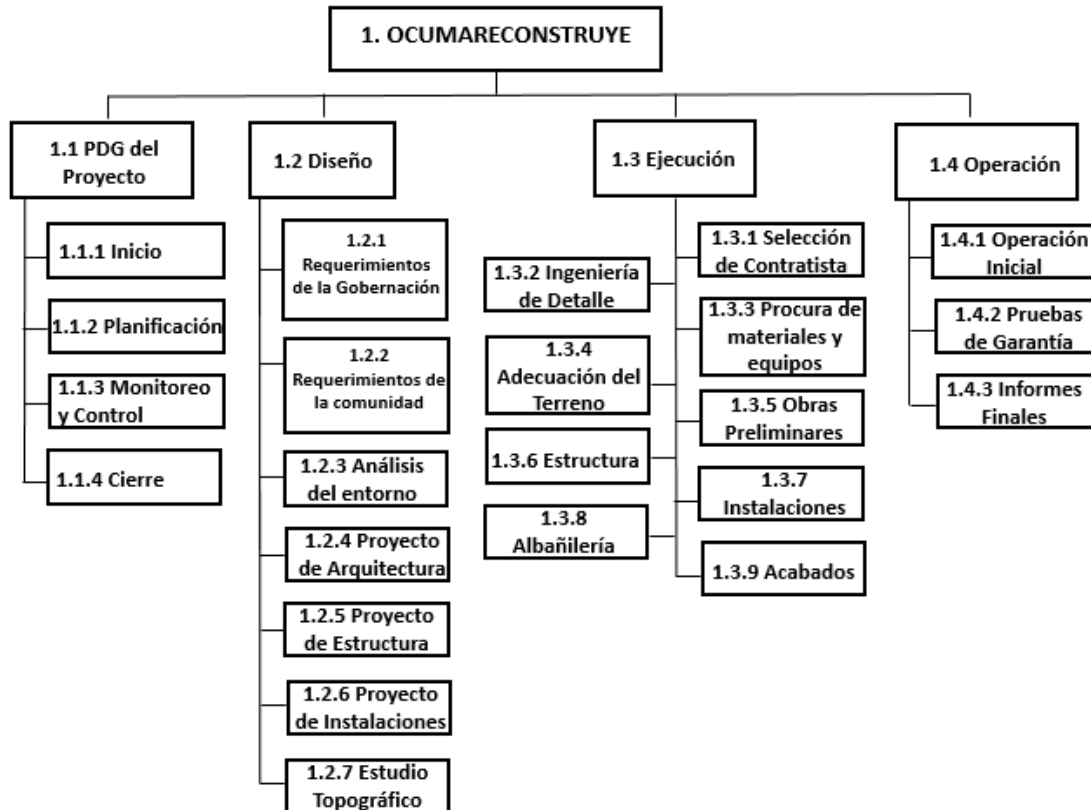 1. OCUMARECONSTRUYE
1.1 PDG del
Proyecto
1.1.1 Inicio
1.1.2 Planificación
1.1.3 Monitoreo
y Control
1.1.4 Cierre
1.2 Diseño
1.2.1
Requerimientos
de la Gobernación
1.2.2
Requerimientos de
la comunidad
1.2.3 Análisis
del entorno
1.2.4 Proyecto
de Arquitectura
1.2.5 Proyecto
de Estructura
1.2.6 Proyecto
de Instalaciones
1.2.7 Estudio
Topográfico
1.3 Ejecución
1.3.1 Selección
de Contratista
1.3.2 Ingeniería
de Detalle
1.3.3 Procura de
materiales y
equipos
1.3.4
Adecuación del
Terreno
1.3.5 Obras
Preliminares
1.3.6 Estructura
1.3.7
Instalaciones
1.3.8
Albañilería
1.3.9 Acabados
1.4 Operación
1.4.1 Operación
Inicial
1.4.2 Pruebas
de Garantía
1.4.3 Informes
Finales